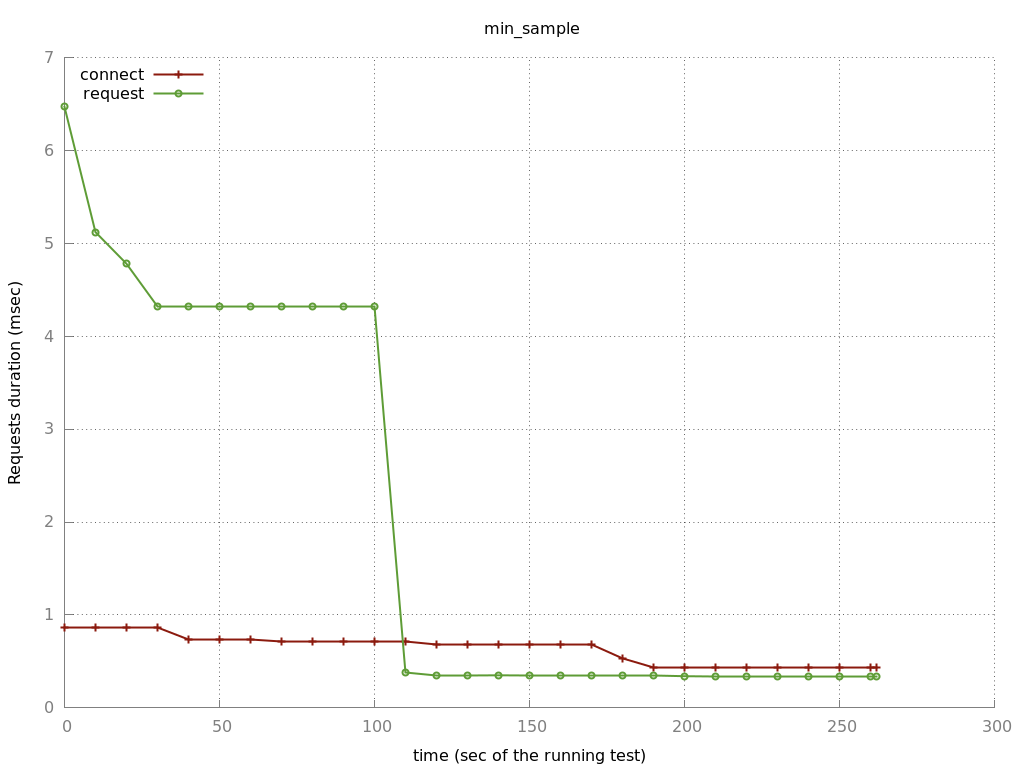 min_sample
7
connect
request
6
5
4
3
2
1
0
Requests duration (msec)
0 50 100 150 200 250 300
time (sec of the running test)